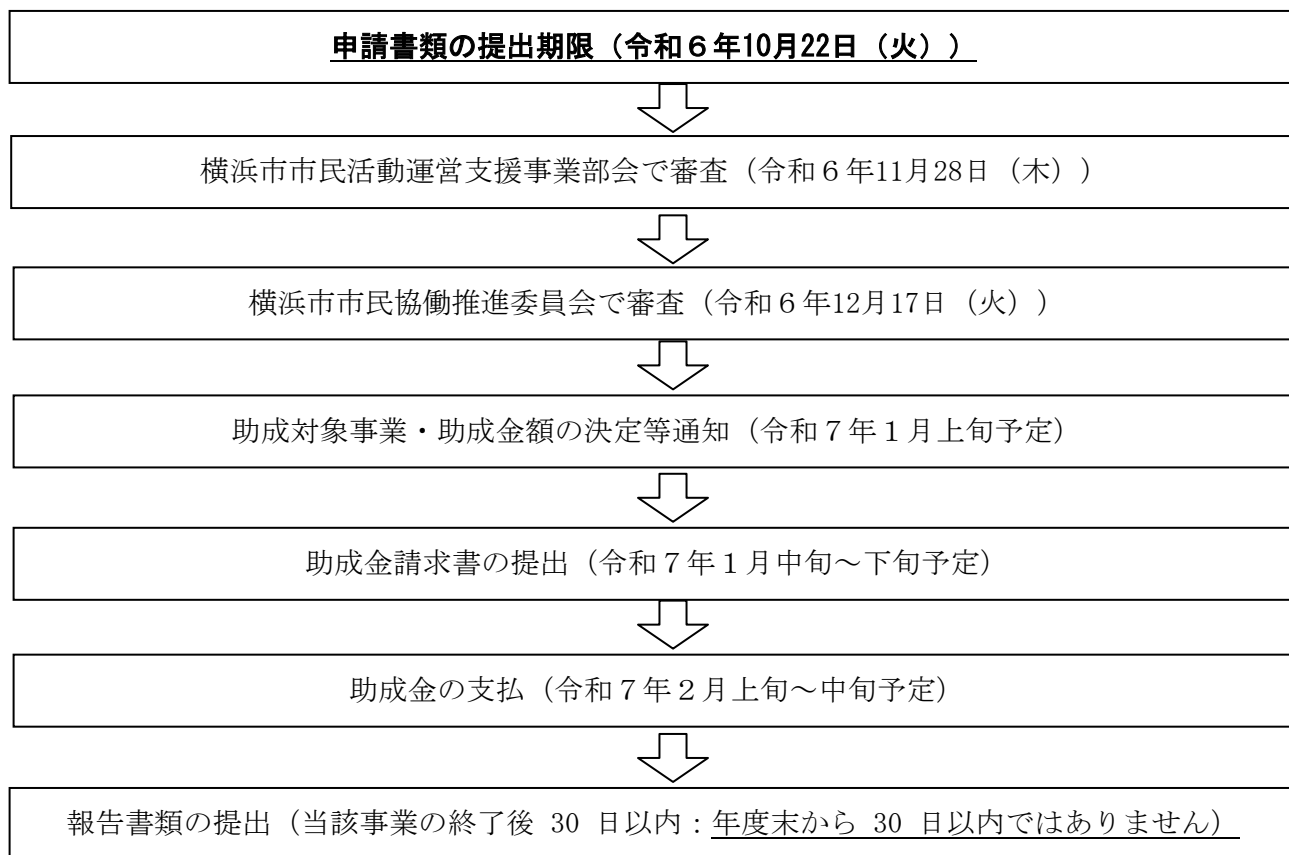 申請書類の提出期限（令和６年10月22日（火））
横浜市市民活動運営支援事業部会で審査（令和６年11月28日（木））
横浜市市民協働推進委員会で審査（令和６年12月17日（火））
助成対象事業・助成金額の決定等通知（令和７年１月上旬予定）
助成金請求書の提出（令和７年１月中旬～下旬予定）
助成金の支払（令和７年２月上旬～中旬予定）
報告書類の提出（当該事業の終了後 30 日以内：年度末から 30 日以内ではありません）